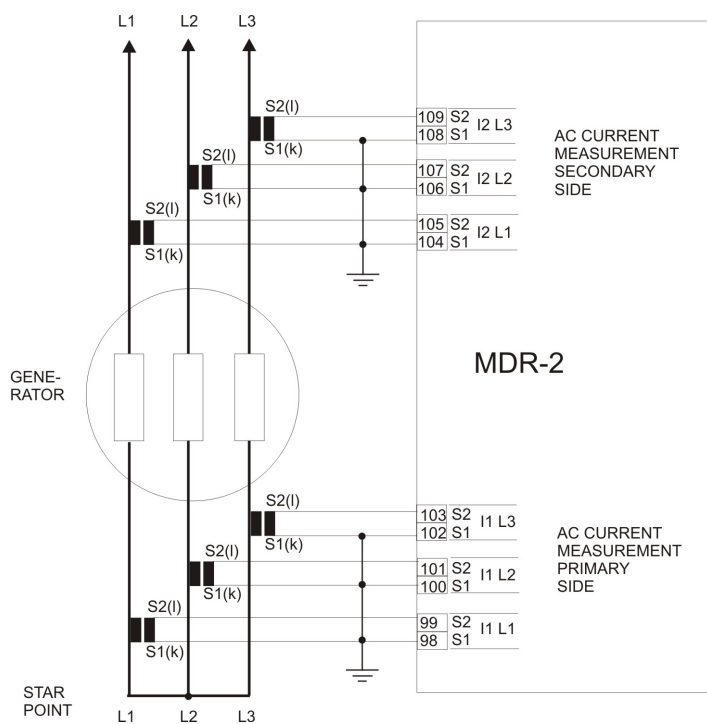 L1 L2 L3
S2(l)
S1(k)
109 S2
108 S1
I2 L3
S2(l)
S1(k)
107 S2
106 S1
I2 L2
S2(l)
S1(k)
105 S2
104 S1
I2 L1
AC CURRENT
MEASUREMENT
SECONDARY
SIDE
GENE-
RATOR
MDR-2
S2(l)
S1(k)
103 S2
102 S1
I1 L3
S2(l)
S1(k)
101 S2
100 S1
I1 L2
S2(l)
S1(k)
99 S2
98 S1
I1 L1
AC CURRENT
MEASUREMENT
PRIMARY
SIDE
STAR
POINT
L1 L2 L3